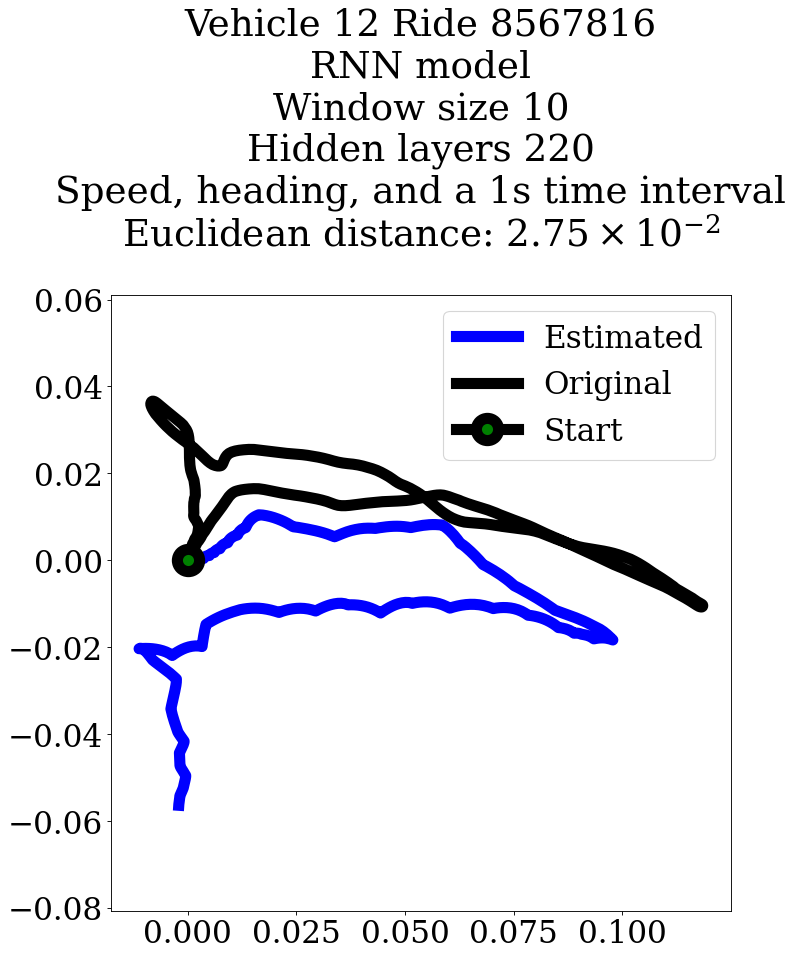 Vehicle 12 Ride 8567816
RNN model
Window size 10
Hidden layers 220
Speed, heading, and a 1s time interval
Euclidean distance: 2.75 × 10⁻²
Estimated
Original
Start
0.06
0.04
0.02
0.00
−0.02
−0.04
−0.06
−0.08
0.000 0.025 0.050 0.075 0.100